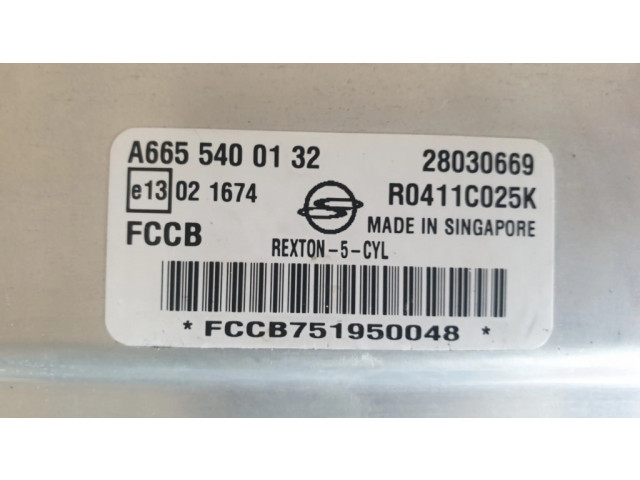 A665 540 01 32 28030669
e13 02 1674 R0411C025K
FCCB MADE IN SINGAPORE
REXTON-5-CYL
* FCCB751950048 *